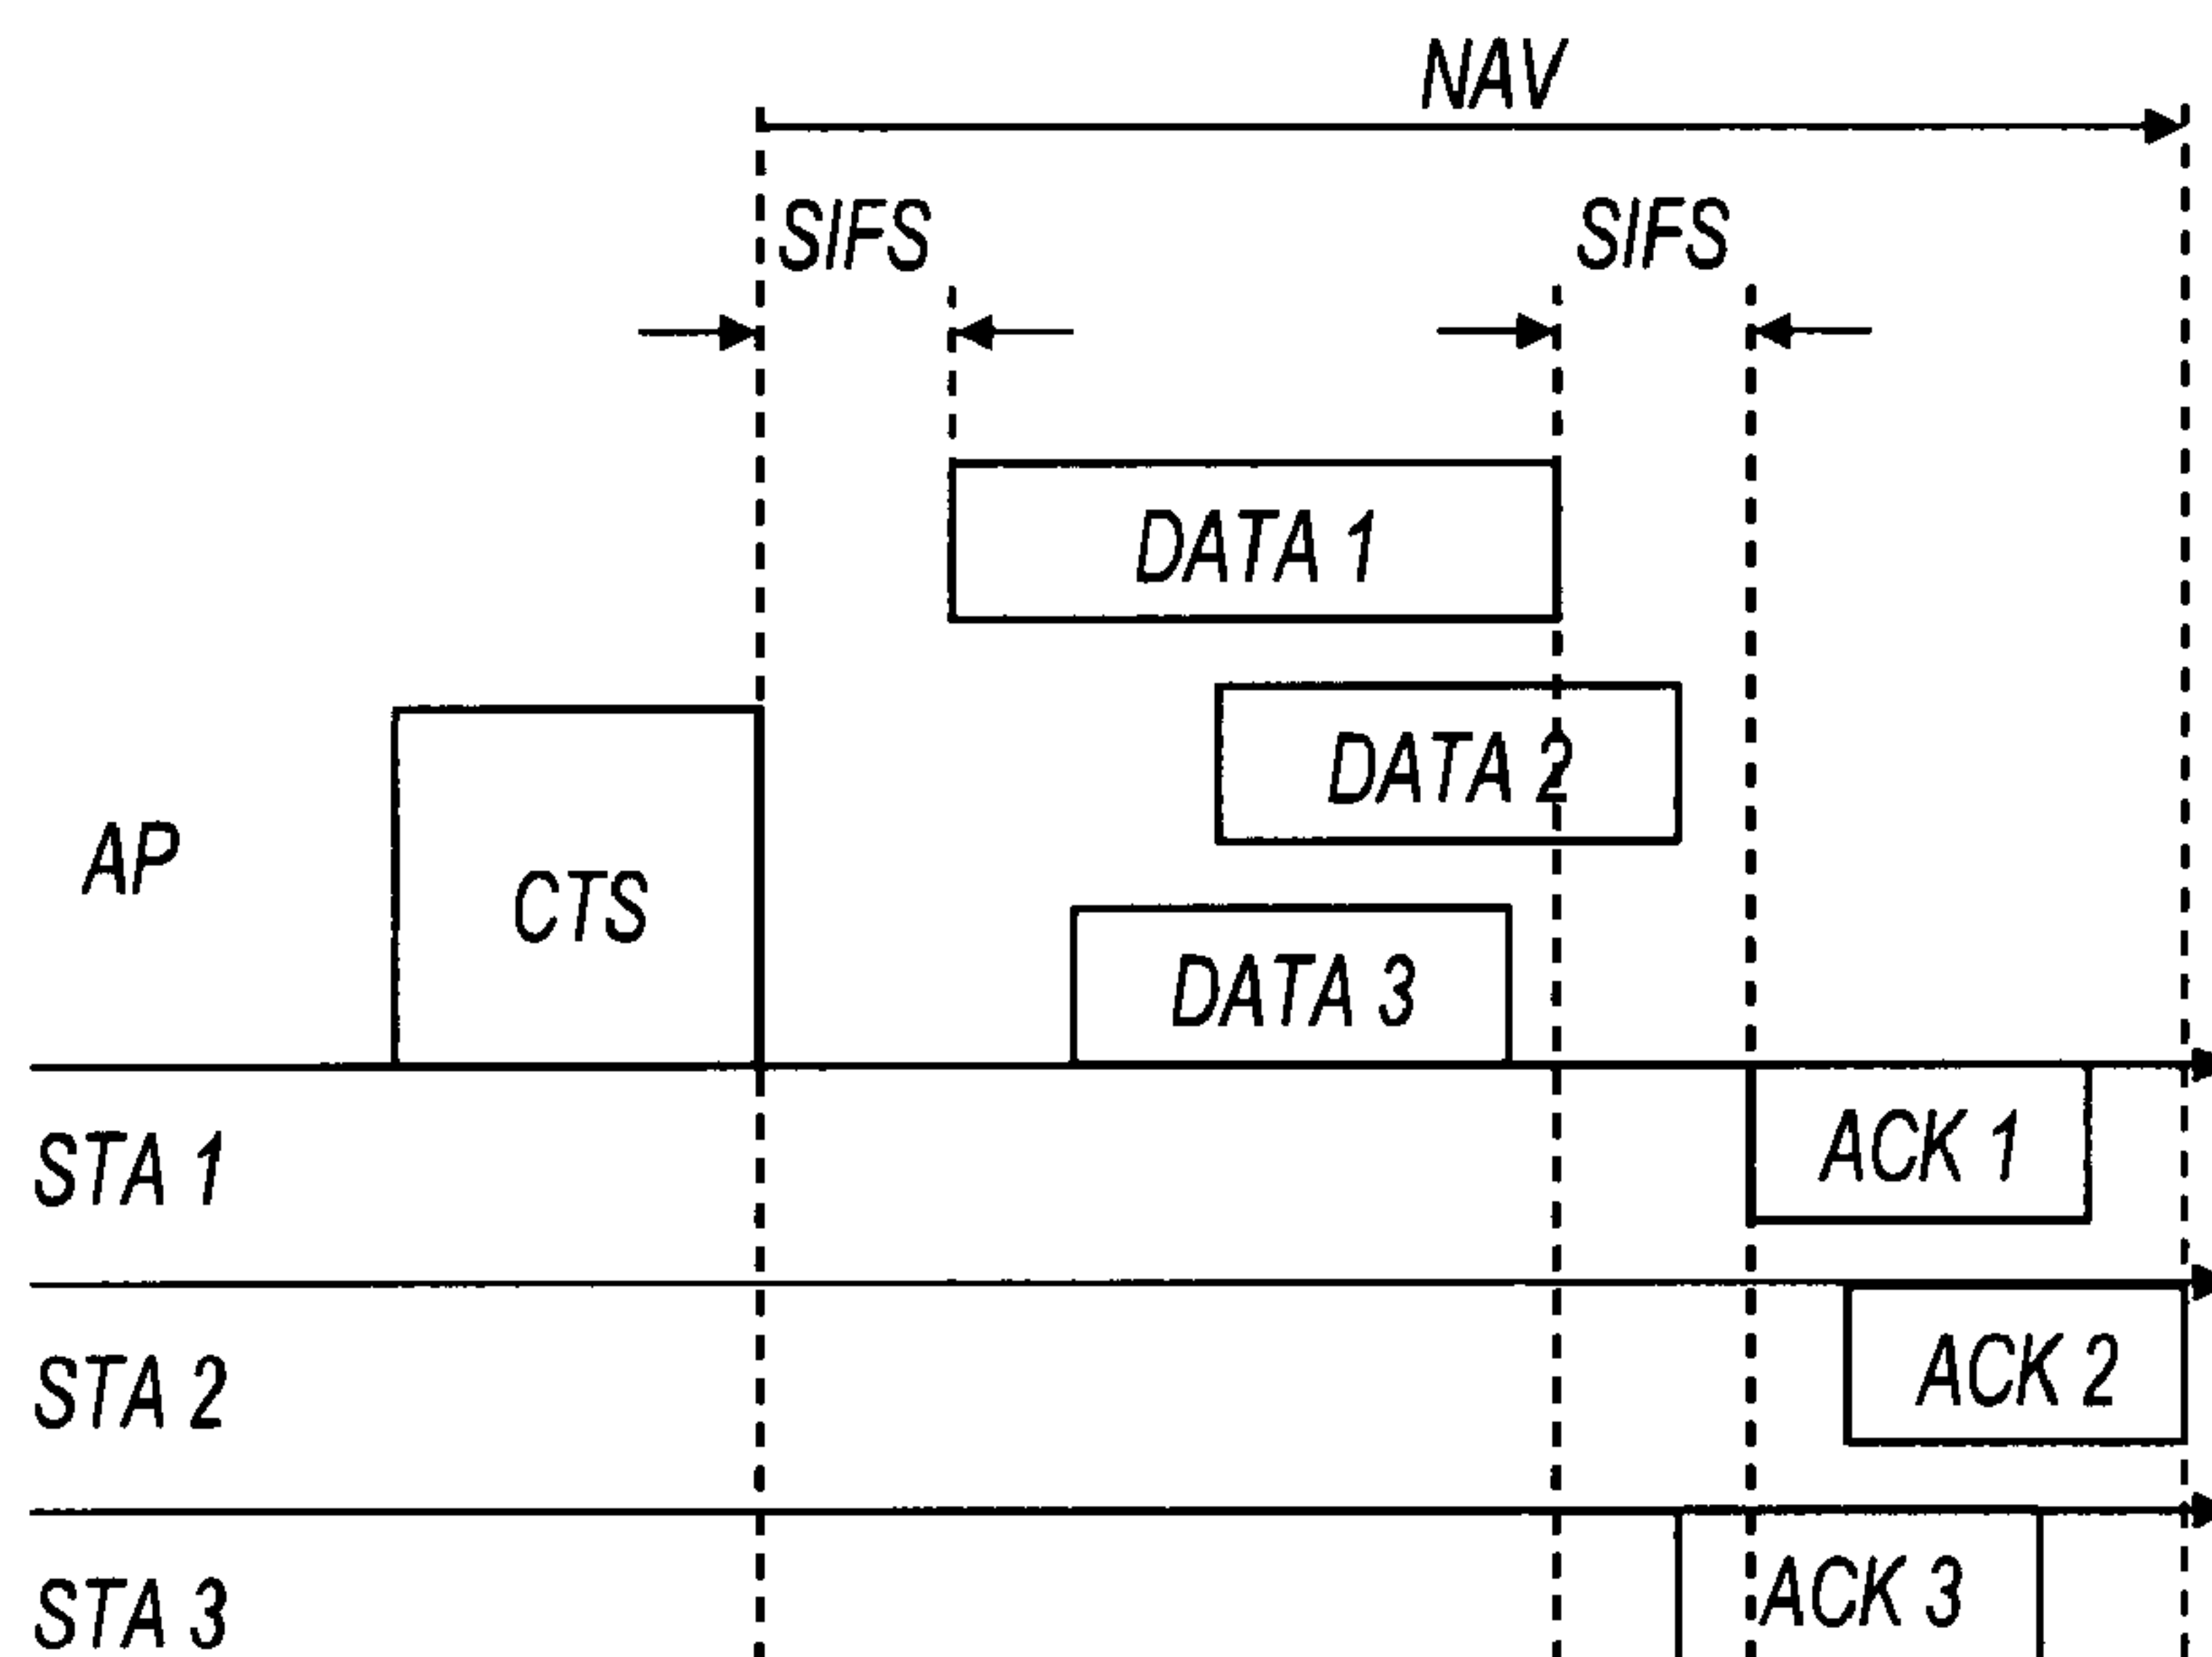 NAV
SIFS SIFS
DATA 1
DATA 2
AP
CTS
DATA 3
STA 1
ACK 1
STA 2
ACK 2
STA 3
ACK 3